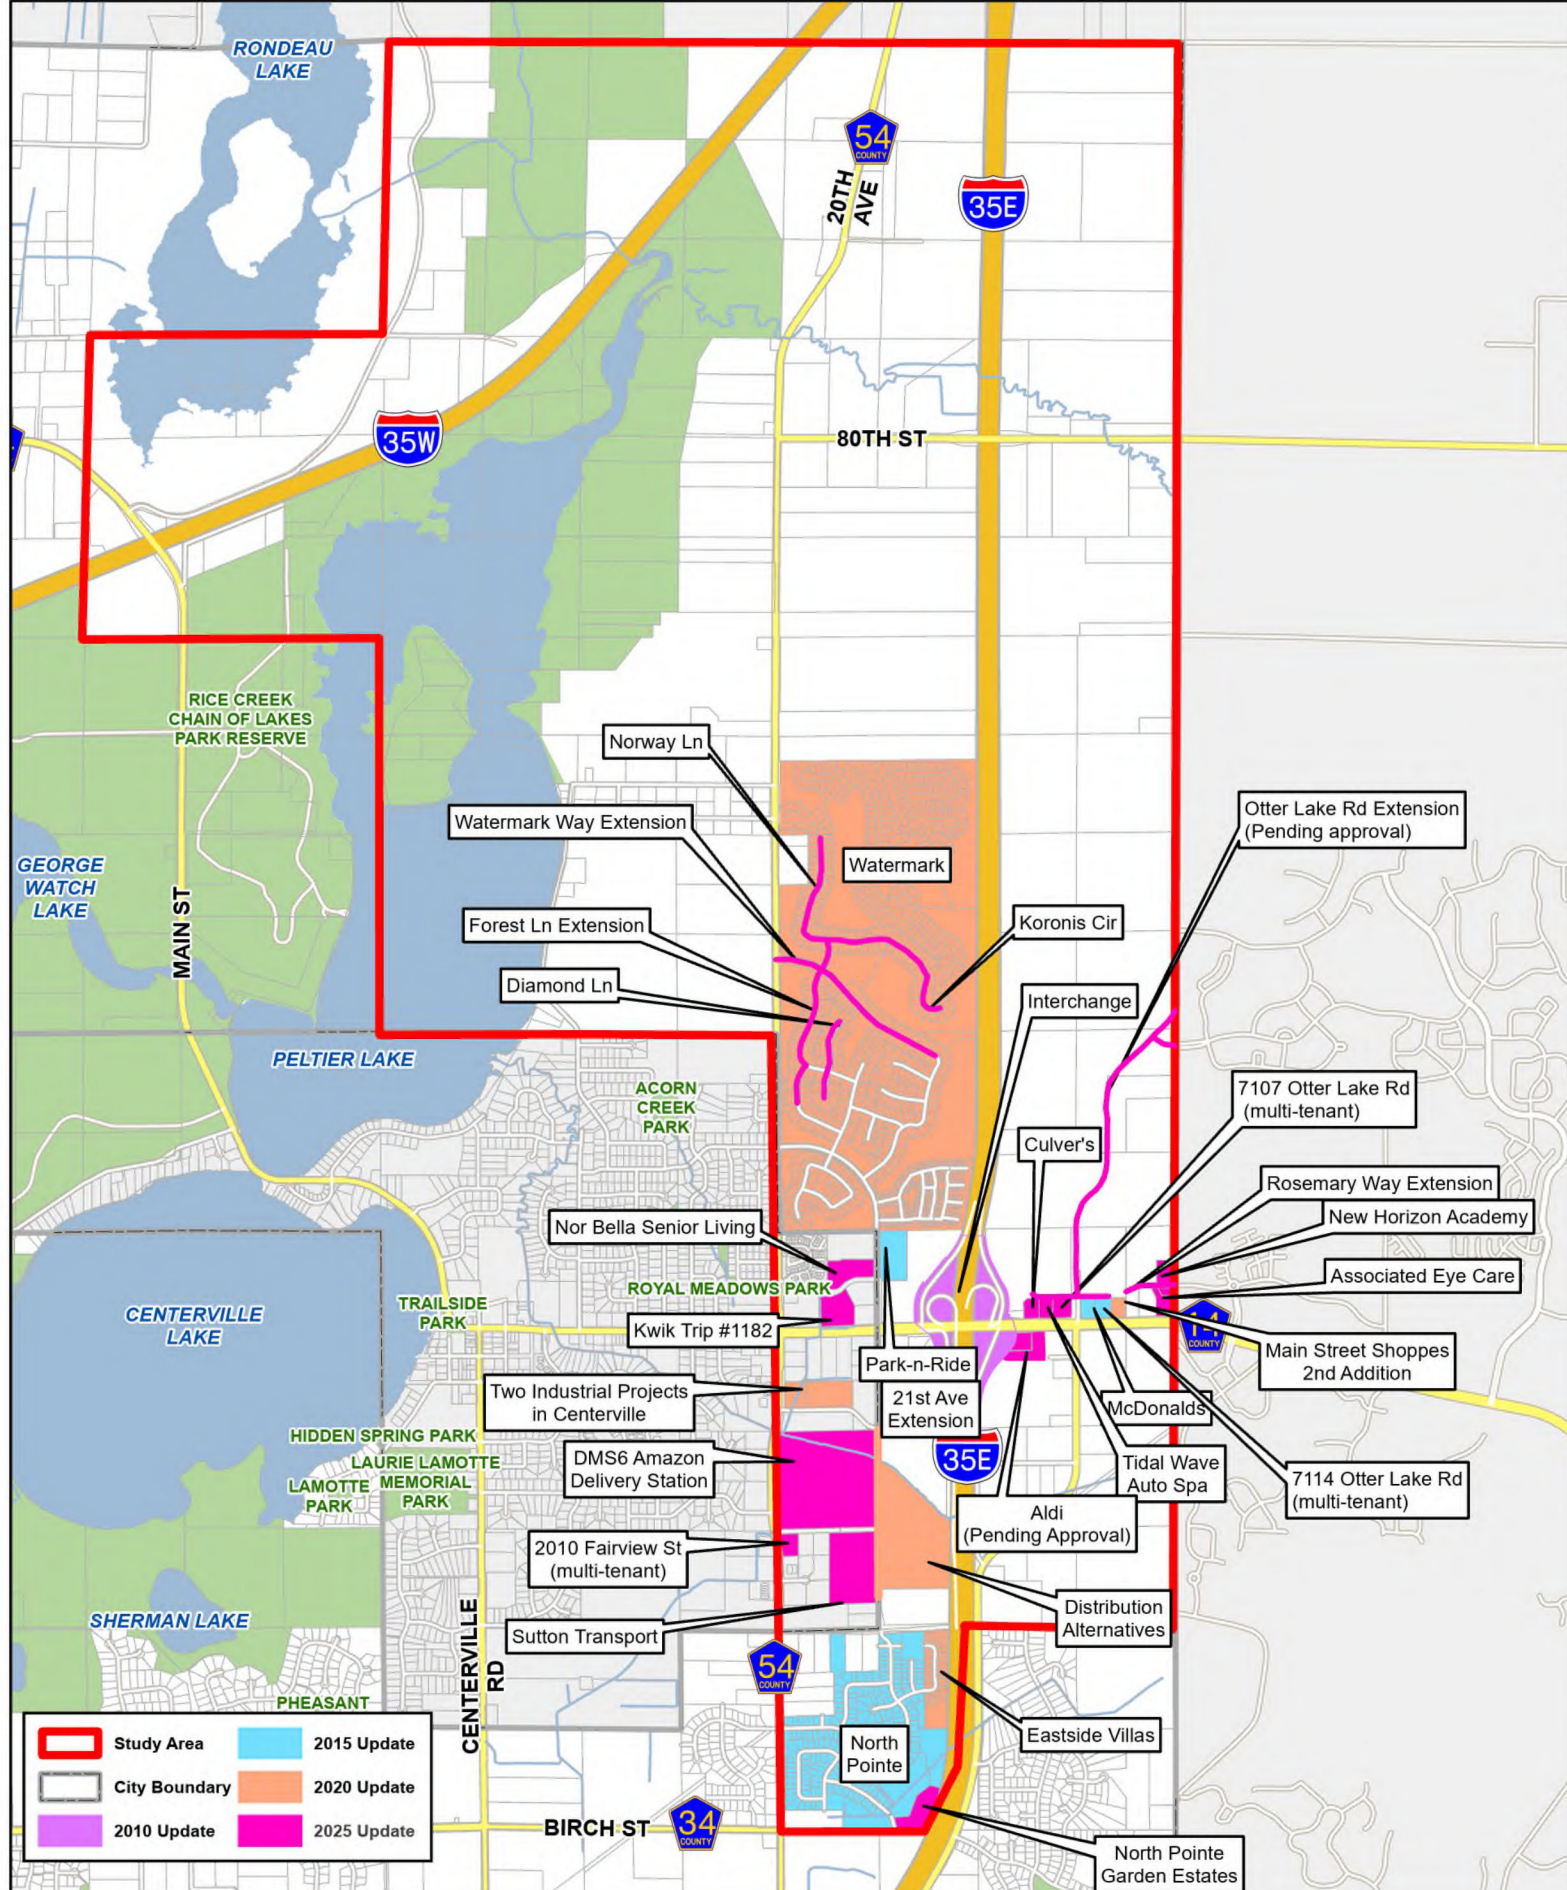 RONDEAU
LAKE
54
COUNTY
20TH
AVE
35E
35W
80TH ST
RICE CREEK
CHAIN OF LAKES
PARK RESERVE
Norway Ln
Watermark Way Extension
Watermark
Otter Lake Rd Extension
(Pending approval)
GEORGE
WATCH
LAKE
MAIN ST
Forest Ln Extension
Koronis Cir
Diamond Ln
Interchange
PELTIER LAKE
ACORN
CREEK
PARK
7107 Otter Lake Rd
(multi-tenant)
Culver's
Rosemary Way Extension
New Horizon Academy
Nor Bella Senior Living
Associated Eye Care
ROYAL MEADOWS PARK
CENTERVILLE
LAKE
TRAILSIDE
PARK
Kwik Trip #1182
14
COUNTY
Main Street Shoppes
2nd Addition
Park-n-Ride
Two Industrial Projects
in Centerville
21st Ave
Extension
McDonalds
HIDDEN SPRING PARK
LAURIE LAMOTTE
MEMORIAL
PARK
LAMOTTE
PARK
DMS6 Amazon
Delivery Station
35E
Tidal Wave
Auto Spa
7114 Otter Lake Rd
(multi-tenant)
Aldi
(Pending Approval)
2010 Fairview St
(multi-tenant)
Distribution
Alternatives
SHERMAN LAKE
Sutton Transport
CENTERVILLE
RD
54
COUNTY
PHEASANT
Eastside Villas
North
Pointe
Study Area
2015 Update
City Boundary
2020 Update
2010 Update
2025 Update
BIRCH ST
34
COUNTY
North Pointe
Garden Estates